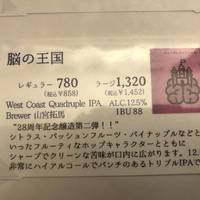 脳の王国
レギュラー 780 ラージ 1,320
(税込¥858) (税込¥1,452)
West Coast Quadruple IPA ALC.12.5%
Brewer 山宮拓馬 IBU 88
"28周年記念醸造第二弾!!"
シトラス・パッションフルーツ・パイナップルなどと
いったフルーティなホップキャラクターとともに
シャープでクリーンな苦味が口内に広がります。12.
非常にハイアルコールでパンチのあるトリプルIPAで